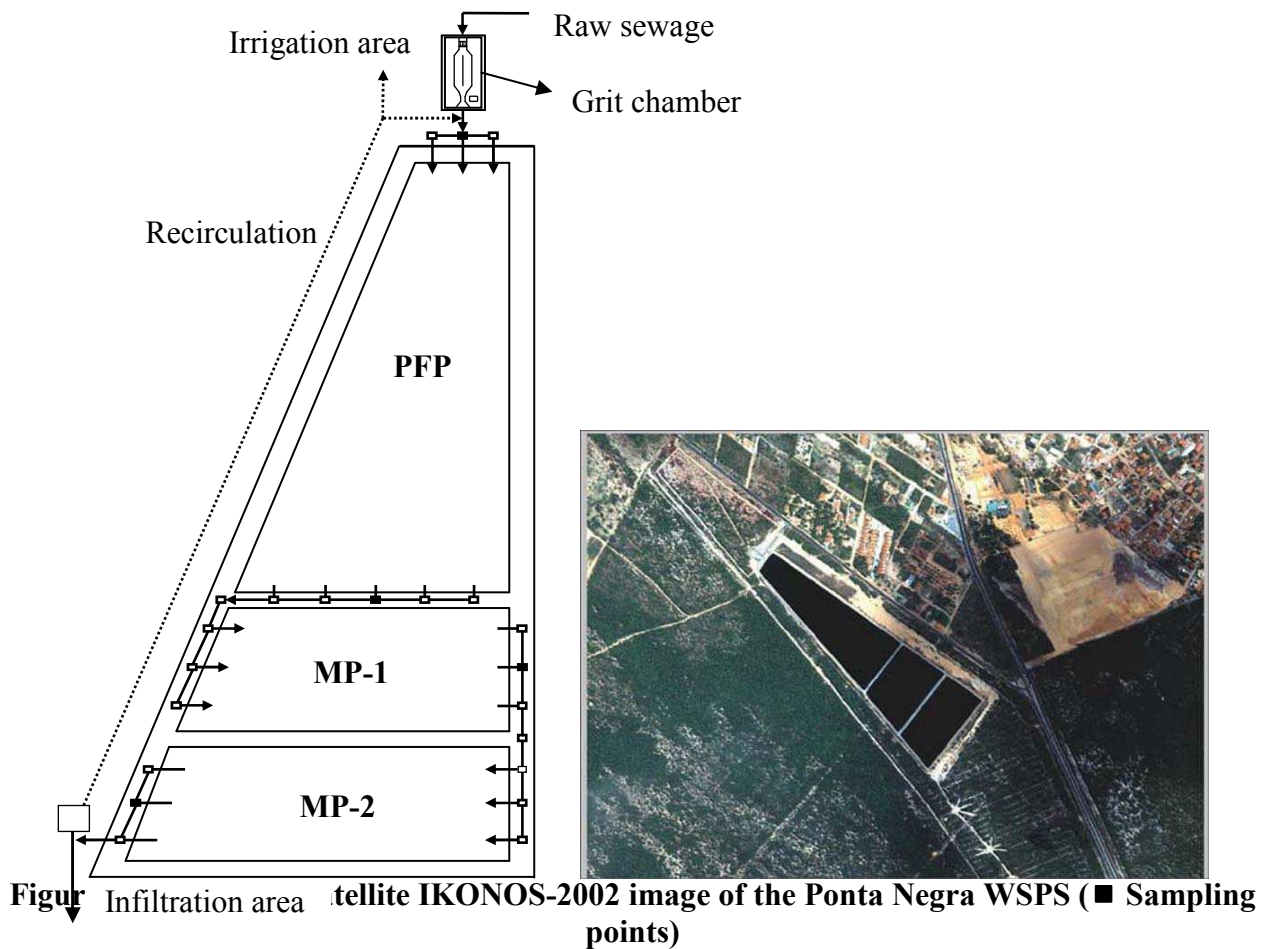 Raw sewage
Irrigation area
Grit chamber
Recirculation
PFP
MP-1
MP-2
Infiltration area
Figur
tellite IKONOS-2002 image of the Ponta Negra WSPS ( ■ Sampling
points)